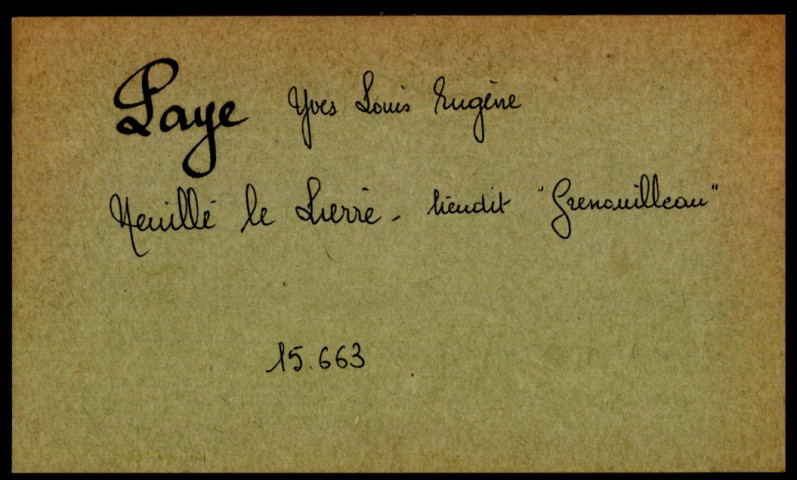 Laye Yves Louis Eugène
Neuillé le Lierre - lieudit "Grenouilleau"
15.663